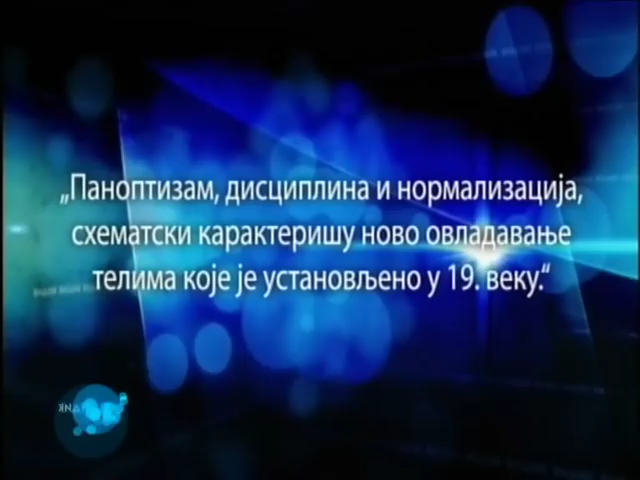 „Паноптизам, дисциплина и нормализација,
схематски карактеришу ново овладавање
телима које је установљено у 19. веку.“